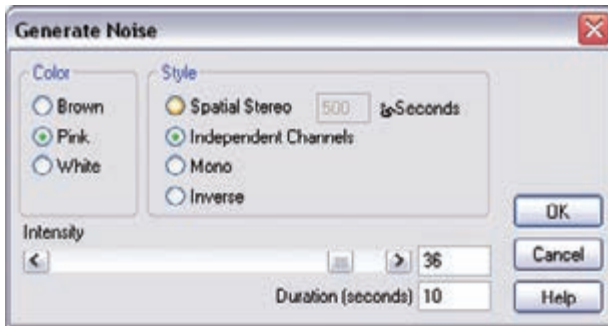 Generate Noise
Color
Brown
Pink
White
Style
Spatial Stereo 500 Seconds
Independent Channels
Mono
Inverse
Intensity
36
Duration (seconds) 10
OK
Cancel
Help